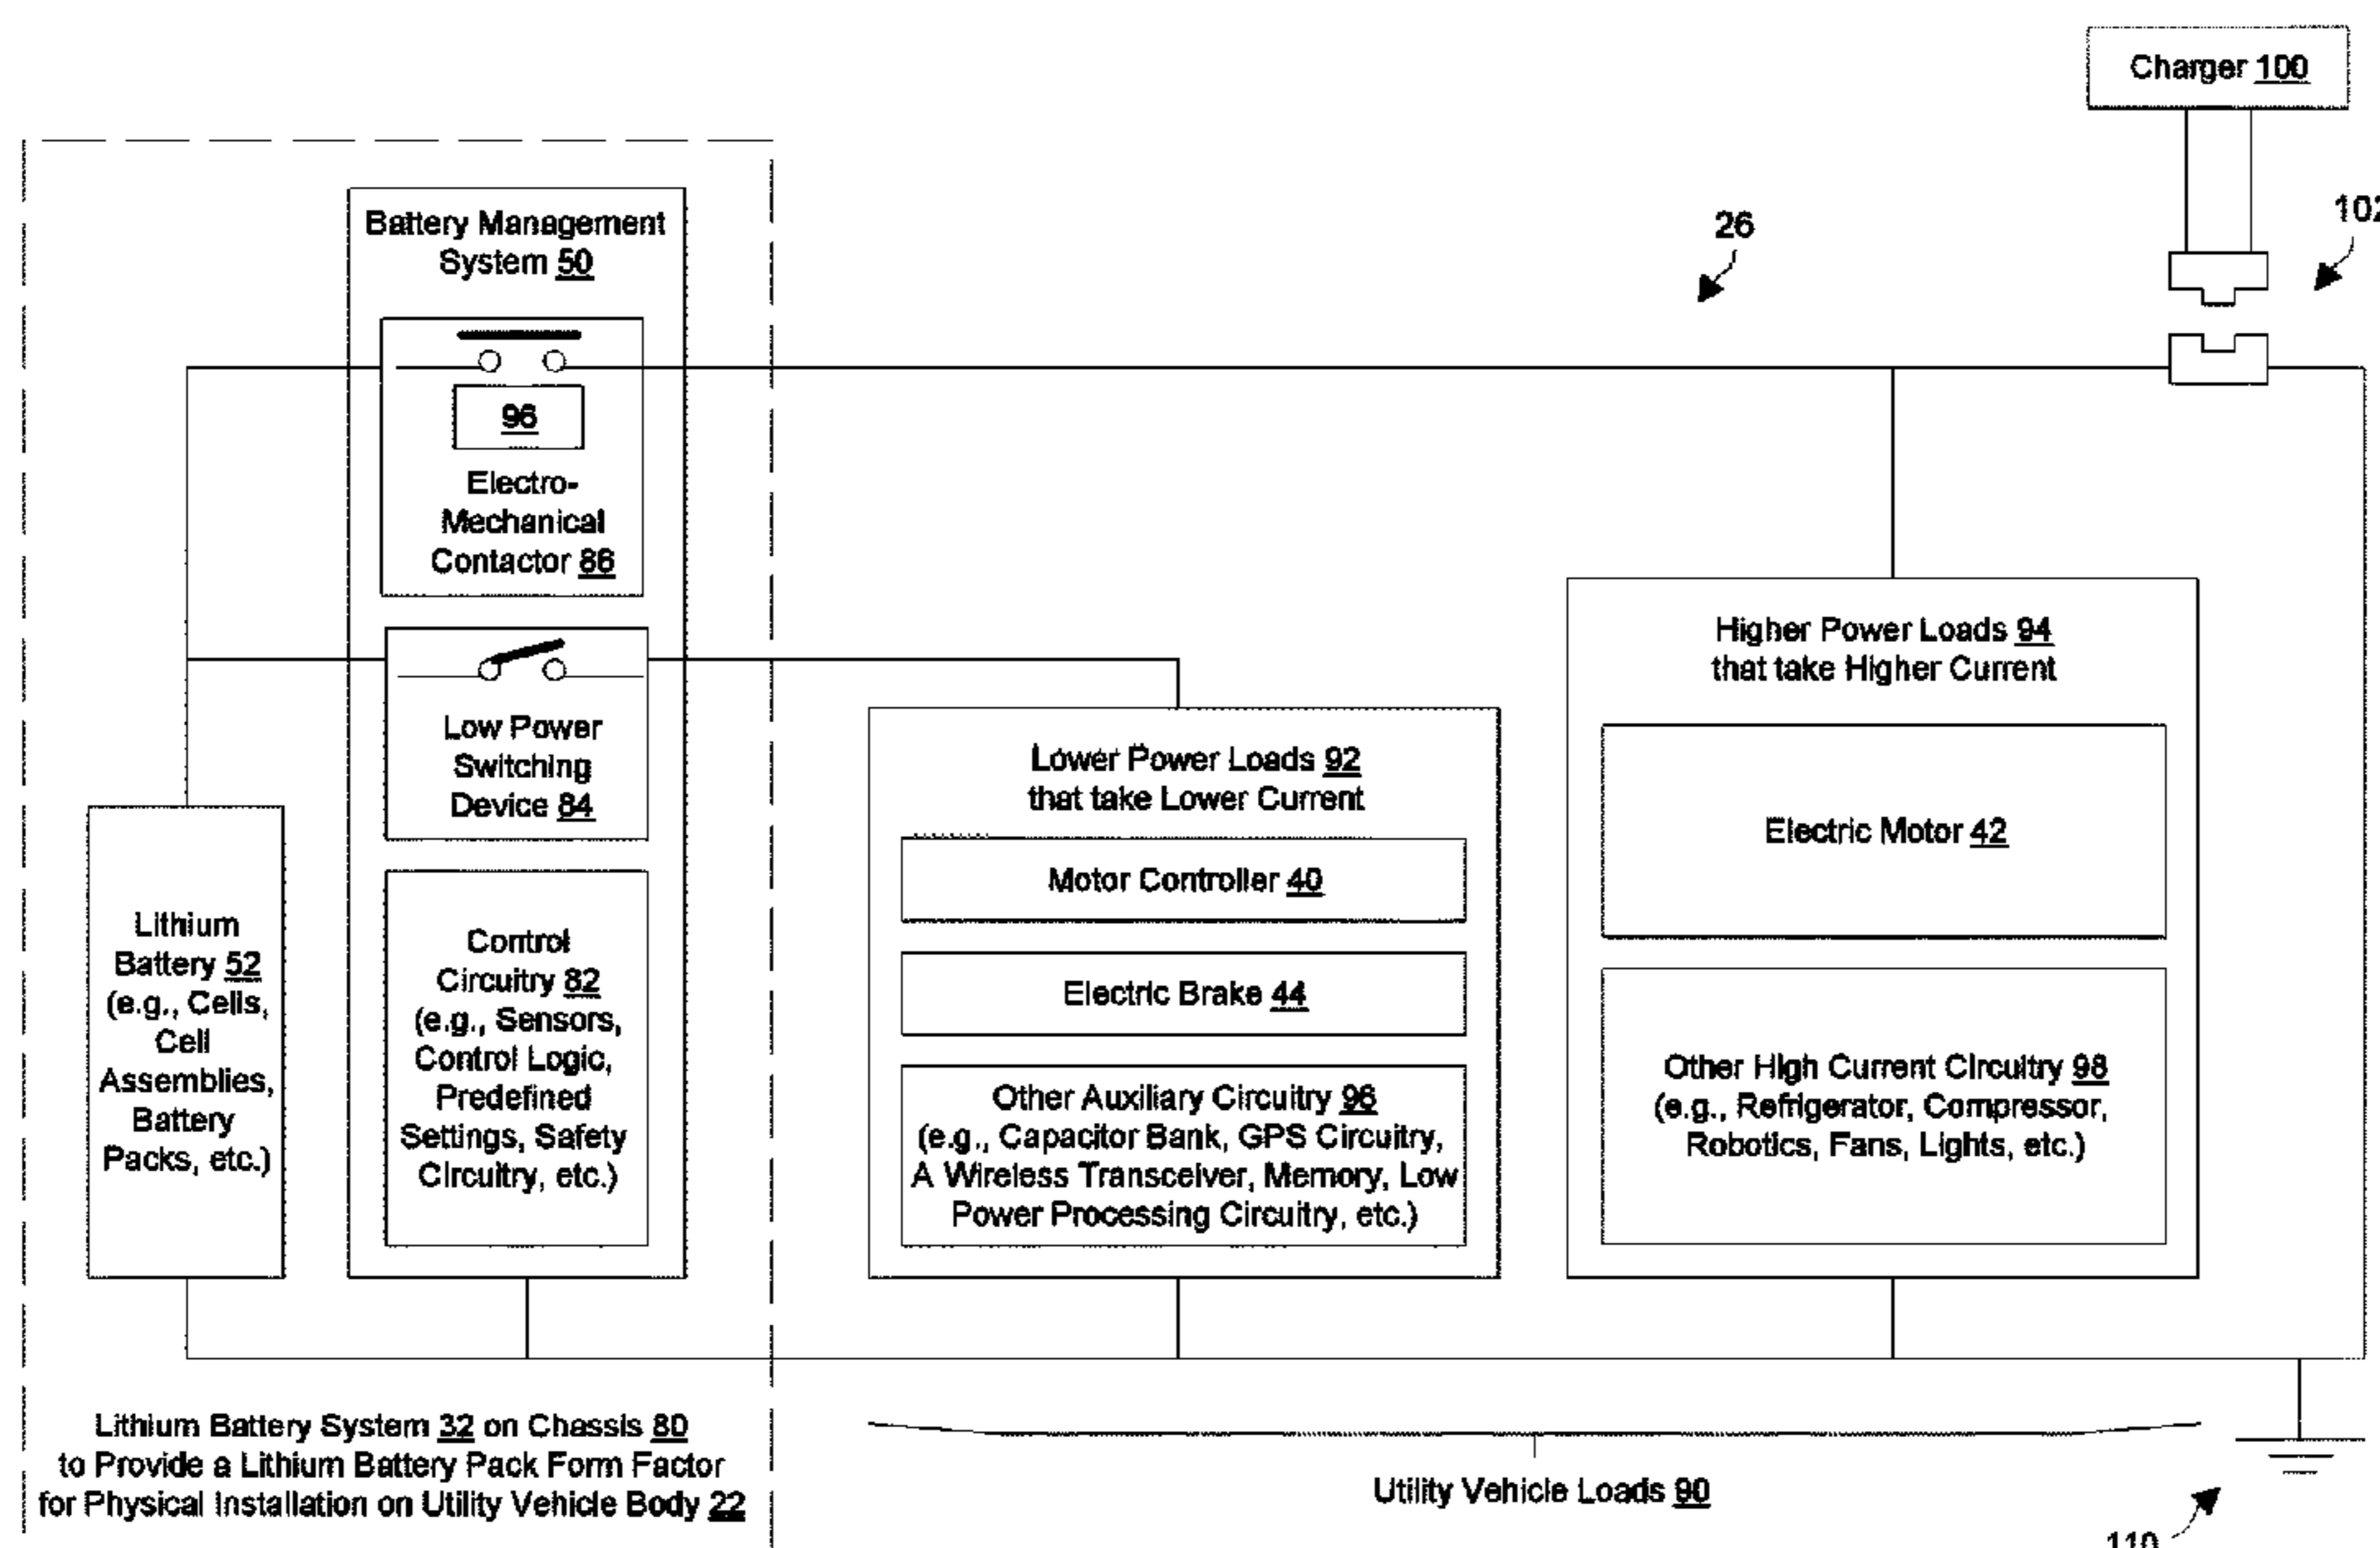 Charger 100
102
26
Battery Management
System 50
96
Electro-
Mechanical
Contactor 86
Low Power
Switching
Device 84
Control
Circuitry 82
(e.g., Sensors,
Control Logic,
Predefined
Settings, Safety
Circuitry, etc.)
Lithium
Battery 52
(e.g., Cells,
Cell
Assemblies,
Battery
Packs, etc.)
Lower Power Loads 92
that take Lower Current
Motor Controller 40
Electric Brake 44
Other Auxiliary Circuitry 96
(e.g., Capacitor Bank, GPS Circuitry,
A Wireless Transceiver, Memory, Low
Power Processing Circuitry, etc.)
Higher Power Loads 94
that take Higher Current
Electric Motor 42
Other High Current Circuitry 98
(e.g., Refrigerator, Compressor,
Robotics, Fans, Lights, etc.)
Lithium Battery System 32 on Chassis 80
to Provide a Lithium Battery Pack Form Factor
for Physical Installation on Utility Vehicle Body 22
Utility Vehicle Loads 90
110